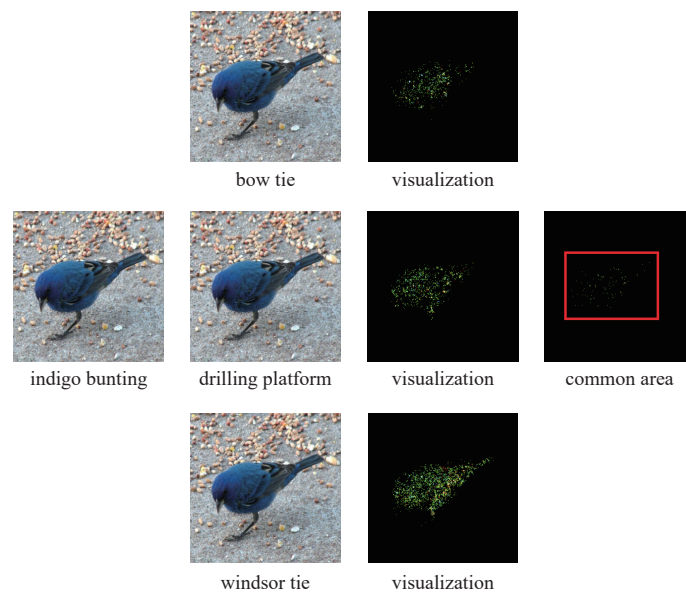 bow tie
visualization
indigo bunting
drilling platform
visualization
common area
windsor tie
visualization